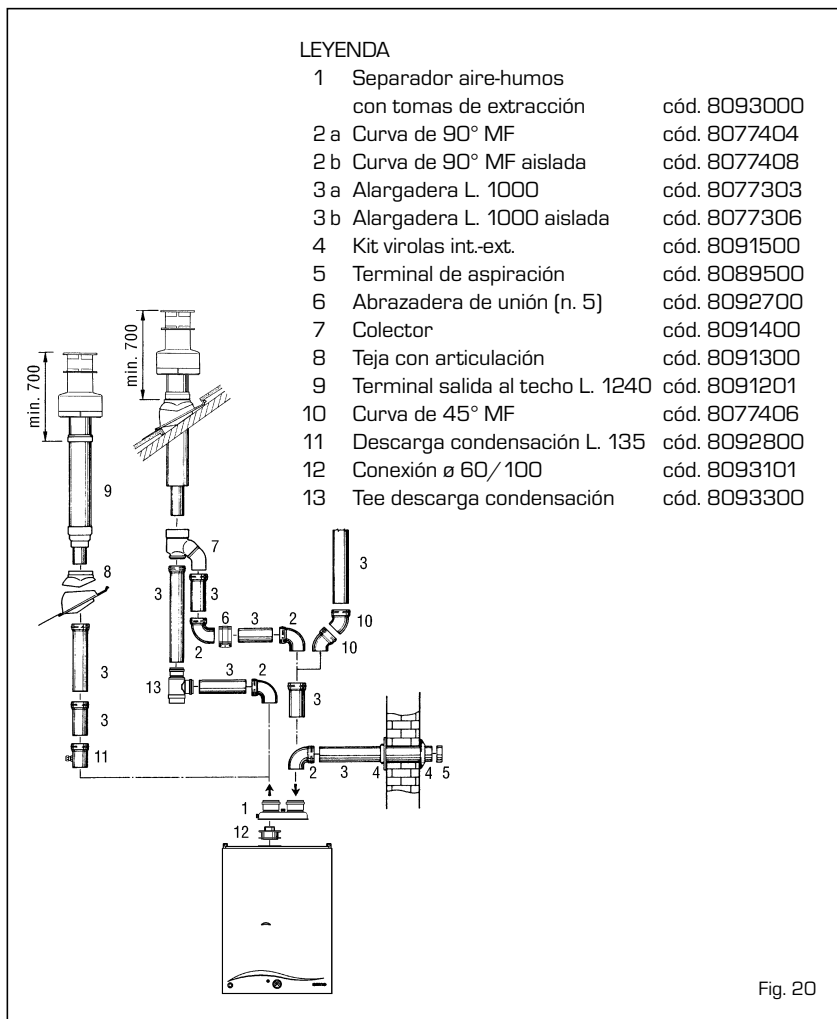 LEYENDA
1 Separador aire-humos
con tomas de extracción cód. 8093000
2 a Curva de 90° MF cód. 8077404
2 b Curva de 90° MF aislada cód. 8077408
3 a Alargadera L. 1000 cód. 8077303
3 b Alargadera L. 1000 aislada cód. 8077306
4 Kit virolas int.-ext. cód. 8091500
5 Terminal de aspiración cód. 8089500
6 Abrazadera de unión (n. 5) cód. 8092700
7 Colector cód. 8091400
8 Teja con articulación cód. 8091300
9 Terminal salida al techo L. 1240 cód. 8091201
10 Curva de 45° MF cód. 8077406
11 Descarga condensación L. 135 cód. 8092800
12 Conexión ø 60/100 cód. 8093101
13 Tee descarga condensación cód. 8093300
min. 700
min. 700
9
7
3
8
3
3
6
3
2
10
2
10
3
2
3
13
3
3
11
2
3
4
4
5
1
12
Fig. 20